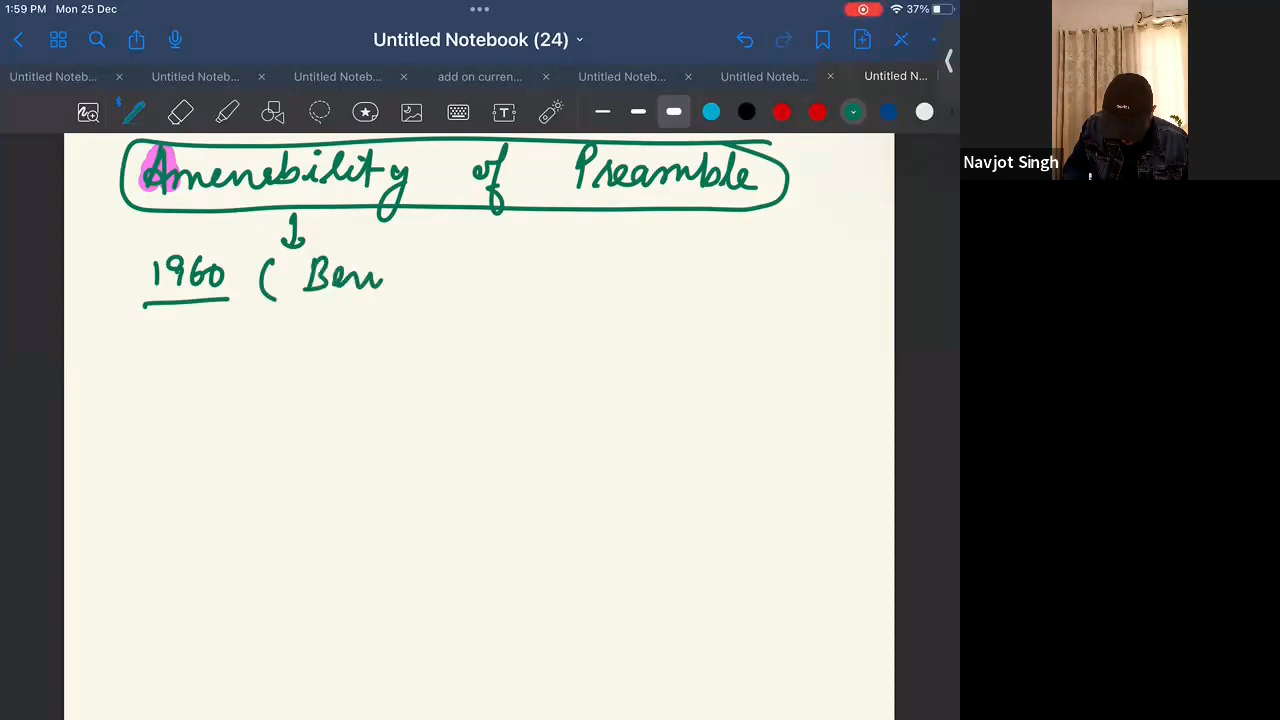 1:59 PM Mon 25 Dec
37%
Untitled Notebook (24)
Untitled Noteb...
Untitled Noteb...
Untitled Noteb...
add on curren...
Untitled Noteb...
Untitled Noteb...
Untitled N...
Amenability of Preamble
1960 ( Beru
Navjot Singh